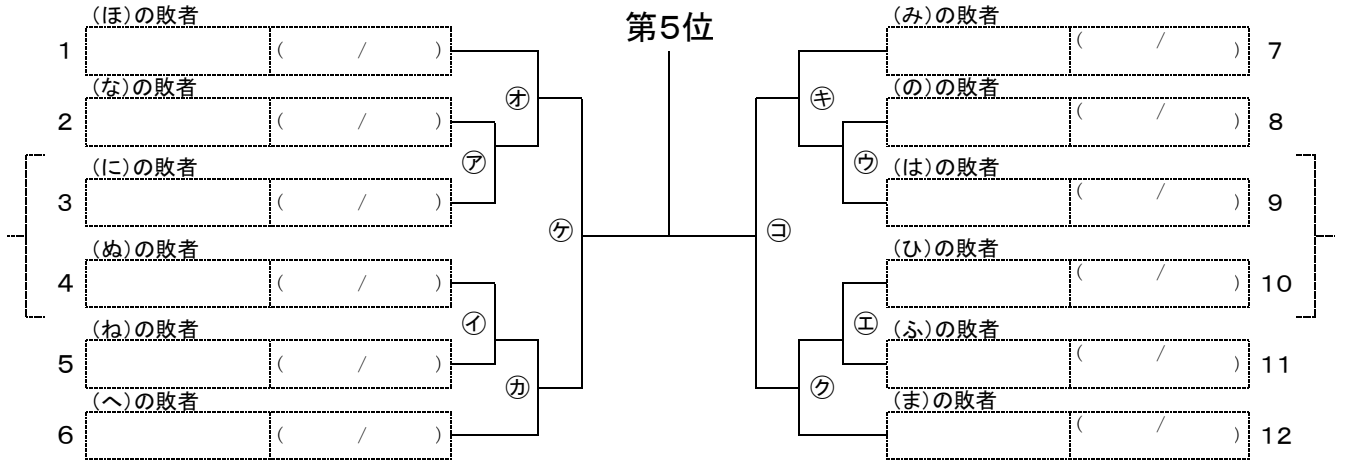 第5位
(ほ)の敗者
1 ( / )
(な)の敗者
2 ( / )
(に)の敗者
3 ( / )
(ぬ)の敗者
4 ( / )
(ね)の敗者
5 ( / )
(へ)の敗者
6 ( / )
㋔
㋐
㋘
㋑
㋕
(み)の敗者
( / ) 7
(の)の敗者
( / ) 8
(は)の敗者
( / ) 9
(ひ)の敗者
( / ) 10
(ふ)の敗者
( / ) 11
(ま)の敗者
( / ) 12
㋖
㋒
㋙
㋓
㋗